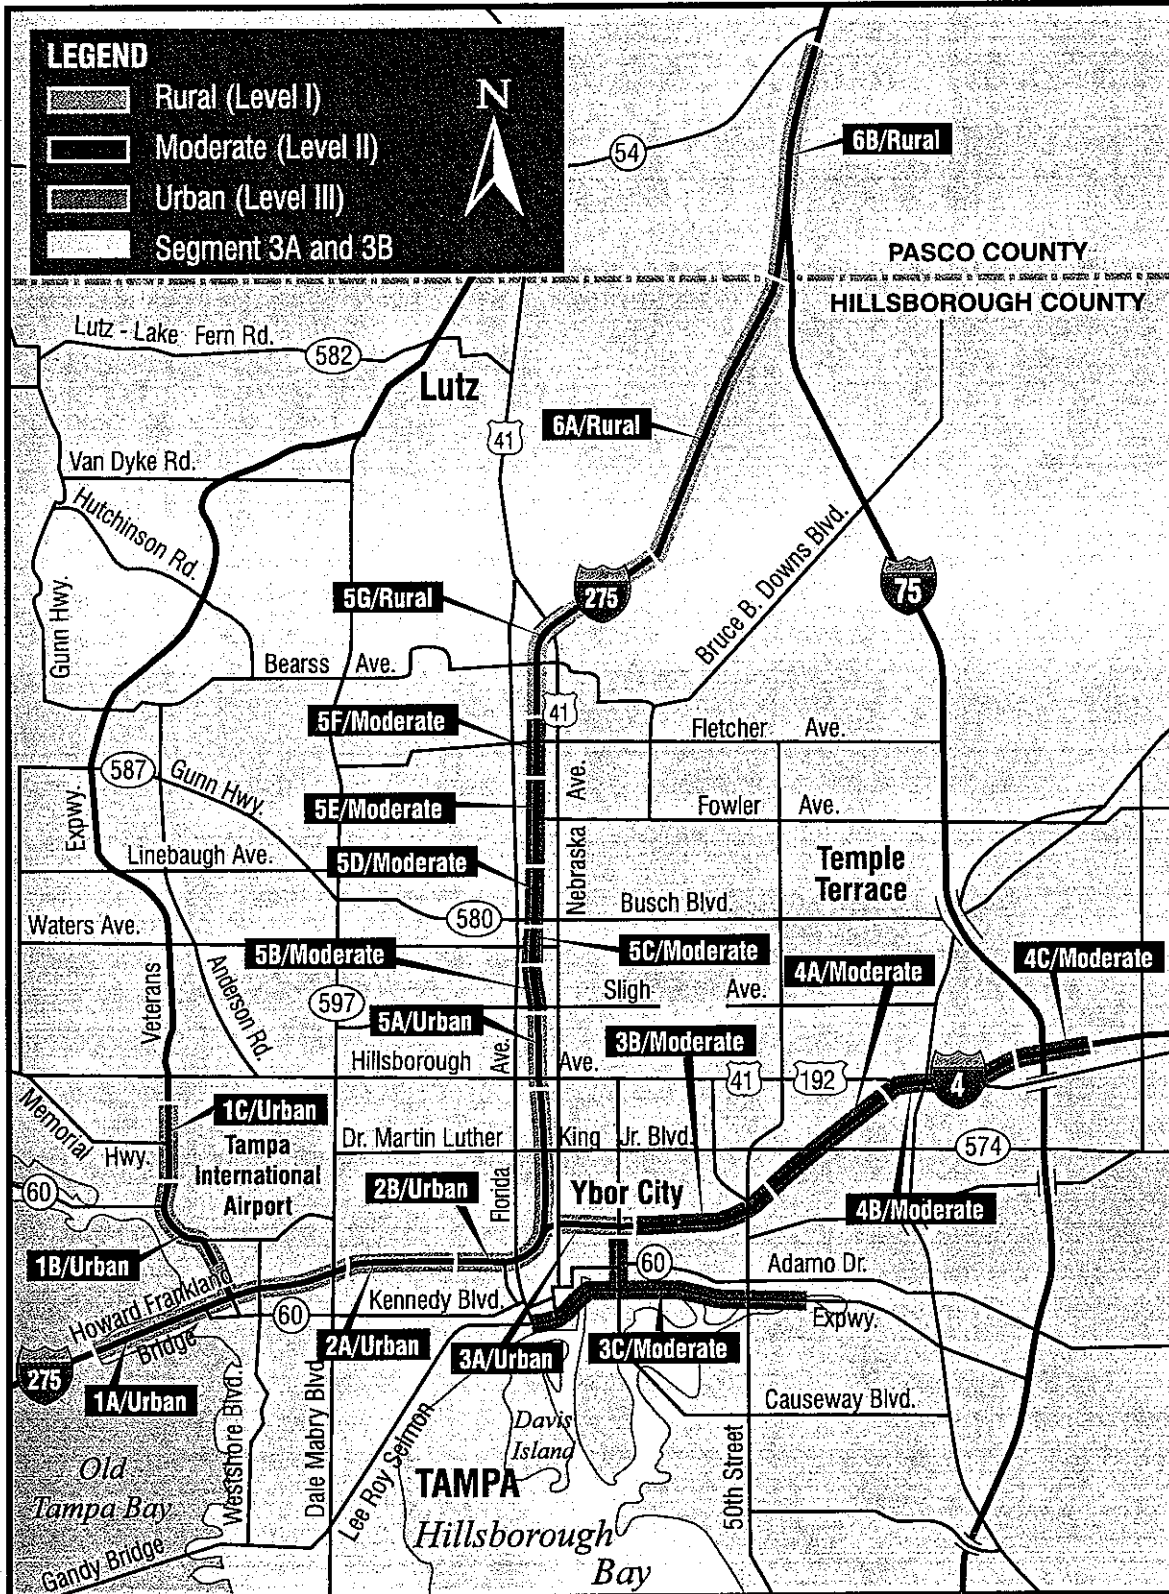 LEGEND
Rural (Level I)
Moderate (Level II)
Urban (Level III)
Segment 3A and 3B
N
54
6B/Rural
PASCO COUNTY
HILLSBOROUGH COUNTY
Lutz - Lake Fern Rd.
582
Lutz
41
6A/Rural
Van Dyke Rd.
Hutchinson Rd.
Gunn Hwy.
Bruce B. Downs Blvd.
275
75
5G/Rural
Bearss Ave.
41
5F/Moderate
Fletcher Ave.
587
Gunn Hwy.
5E/Moderate
Ave.
Fowler Ave.
Expwy.
Linebaugh Ave.
5D/Moderate
Nebraska
Temple
Terrace
580
Busch Blvd.
Waters Ave.
5B/Moderate
5C/Moderate
4A/Moderate
4C/Moderate
Anderson Rd.
Veterans
597
Sligh Ave.
5A/Urban
3B/Moderate
Hillsborough Ave.
Ave.
41
192
4
Memorial
Hwy.
1C/Urban
Tampa
International
Airport
Dr. Martin Luther King Jr. Blvd.
574
60
2B/Urban
Florida
Ybor City
4B/Moderate
1B/Urban
60
Adamo Dr.
Howard Frankland
Bridge
60
Kennedy Blvd.
Expwy.
2A/Urban
3A/Urban
3C/Moderate
275
1A/Urban
Westshore Blvd.
Dale Mabry Blvd.
Lee Roy Selmon
Davis
Island
Causeway Blvd.
50th Street
Old
Tampa Bay
TAMPA
Hillsborough
Bay
Gandy Bridge